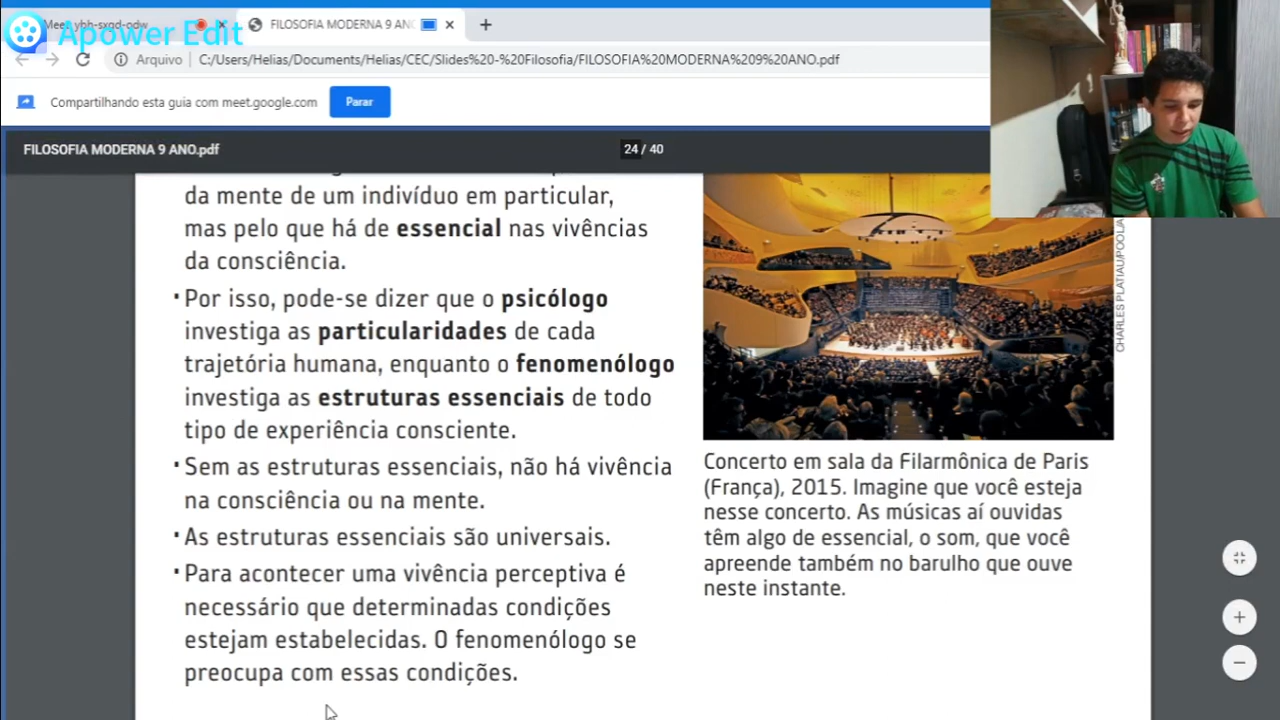 Apower Edit
FILOSOFIA MODERNA 9 ANO
Arquivo
C:/Users/Helias/Documents/Helias/CEC/Slides%20-%20Filosofia/FILOSOFIA%20MODERNA%209%20ANO.pdf
Compartilhando esta guia com meet.google.com
Parar
FILOSOFIA MODERNA 9 ANO.pdf
24 / 40
da mente de um indivíduo em particular,
mas pelo que há de essencial nas vivências
da consciência.
Por isso, pode-se dizer que o psicólogo
investiga as particularidades de cada
trajetória humana, enquanto o fenomenólogo
investiga as estruturas essenciais de todo
tipo de experiência consciente.
Sem as estruturas essenciais, não há vivência
na consciência ou na mente.
As estruturas essenciais são universais.
Para acontecer uma vivência perceptiva é
necessário que determinadas condições
estejam estabelecidas. O fenomenólogo se
preocupa com essas condições.
CHARLES PLATIAU/POOL/A
Concerto em sala da Filarmônica de Paris
(França), 2015. Imagine que você esteja
nesse concerto. As músicas aí ouvidas
têm algo de essencial, o som, que você
apreende também no barulho que ouve
neste instante.